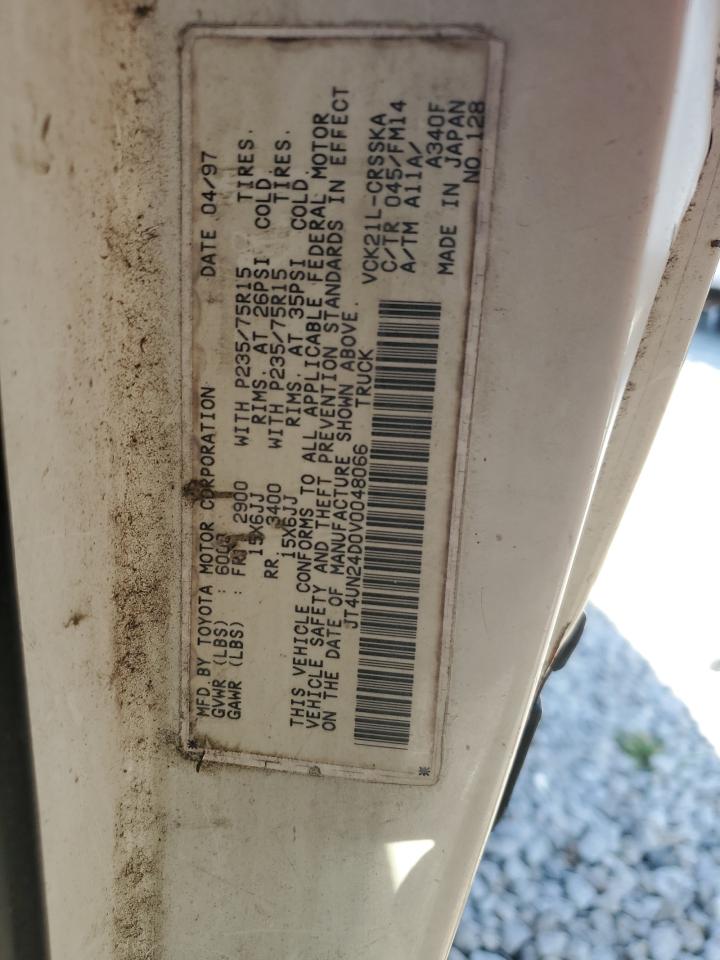 MFD.BY TOYOTA MOTOR CORPORATION DATE 04/97
GVWR (LBS) : 600
GAWR (LBS) : FR 2900 WITH P235/75R15 TIRES.
15X6JJ RIMS. AT 26PSI COLD.
RR. 3400 WITH P235/75R15 TIRES.
15X6JJ RIMS. AT 35PSI COLD.
THIS VEHICLE CONFORMS TO ALL APPLICABLE FEDERAL MOTOR
VEHICLE SAFETY AND THEFT PREVENTION STANDARDS IN EFFECT
ON THE DATE OF MANUFACTURE SHOWN ABOVE.
JT4UN24D0V0048066 TRUCK
VCK21L-CRSSKA
C/TR 045/FM14
A/TM A11A/
A340F
MADE IN JAPAN
NO.128